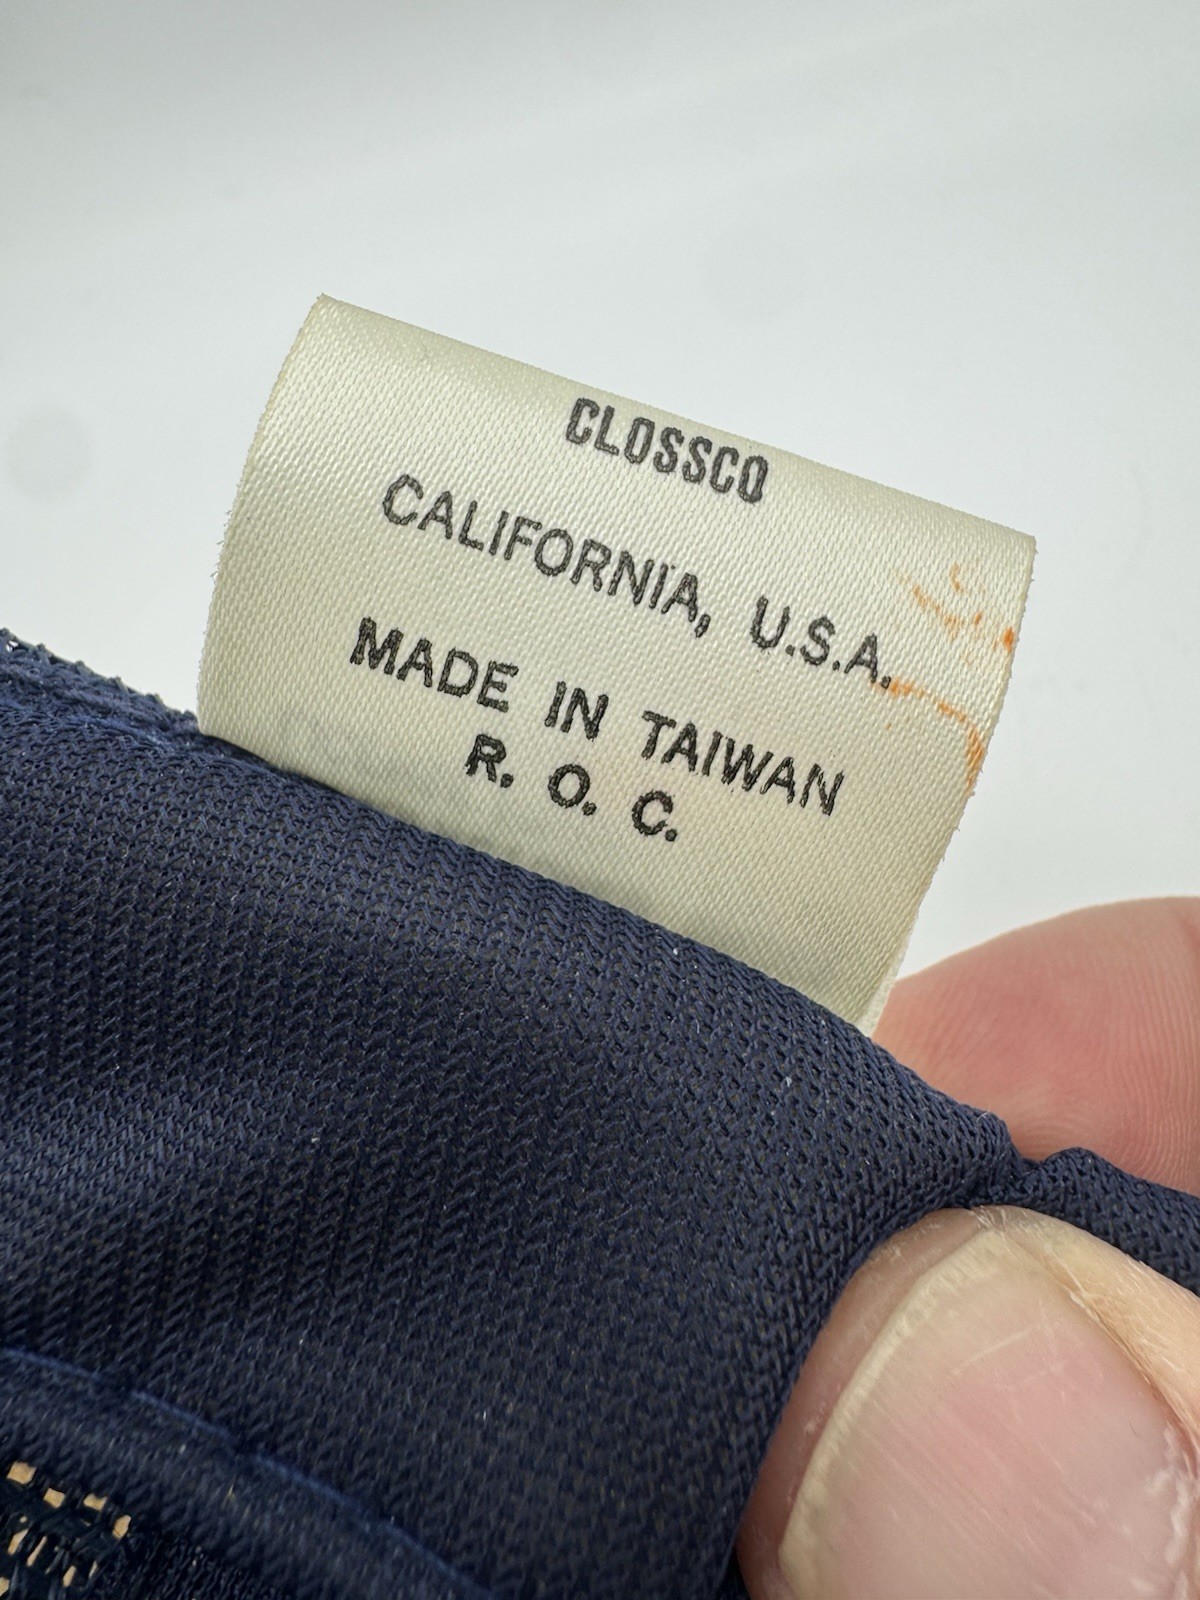 CLOSSCO
CALIFORNIA, U.S.A.
MADE IN TAIWAN
R. O. C.